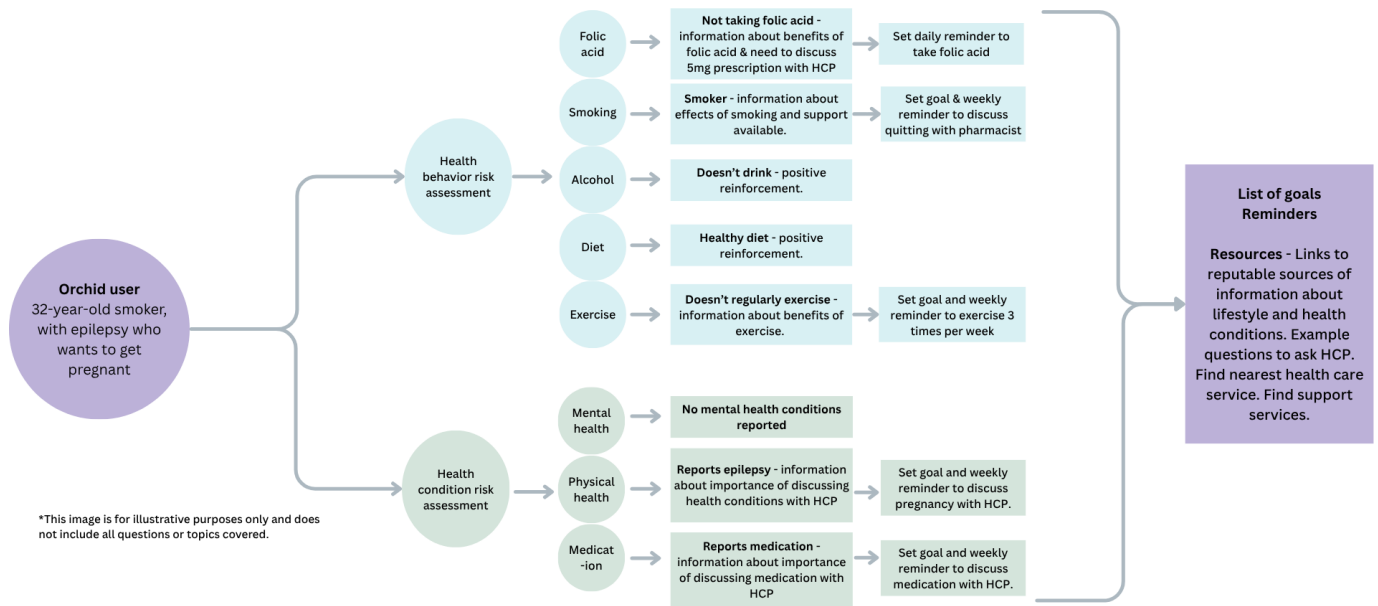 Orchid user
32-year-old smoker,
with epilepsy who
wants to get
pregnant
Health
behavior risk
assessment
Folic
acid
Not taking folic acid -
information about benefits of
folic acid & need to discuss
5mg prescription with HCP
Set daily reminder to
take folic acid
Smoking
Smoker - information about
effects of smoking and support
available.
Set goal & weekly
reminder to discuss
quitting with pharmacist
Alcohol
Doesn't drink - positive
reinforcement.
Diet
Healthy diet - positive
reinforcement.
Exercise
Doesn't regularly exercise -
information about benefits of
exercise.
Set goal and weekly
reminder to exercise 3
times per week
Health
condition risk
assessment
Mental
health
No mental health conditions
reported
Physical
health
Reports epilepsy - information
about importance of discussing
health conditions with HCP
Set goal and weekly
reminder to discuss
pregnancy with HCP.
Medicat
-ion
Reports medication -
information about importance
of discussing medication with
HCP
Set goal and weekly
reminder to discuss
medication with HCP.
List of goals
Reminders
Resources - Links to
reputable sources of
information about
lifestyle and health
conditions. Example
questions to ask HCP.
Find nearest health care
service. Find support
services.
*This image is for illustrative purposes only and does
not include all questions or topics covered.